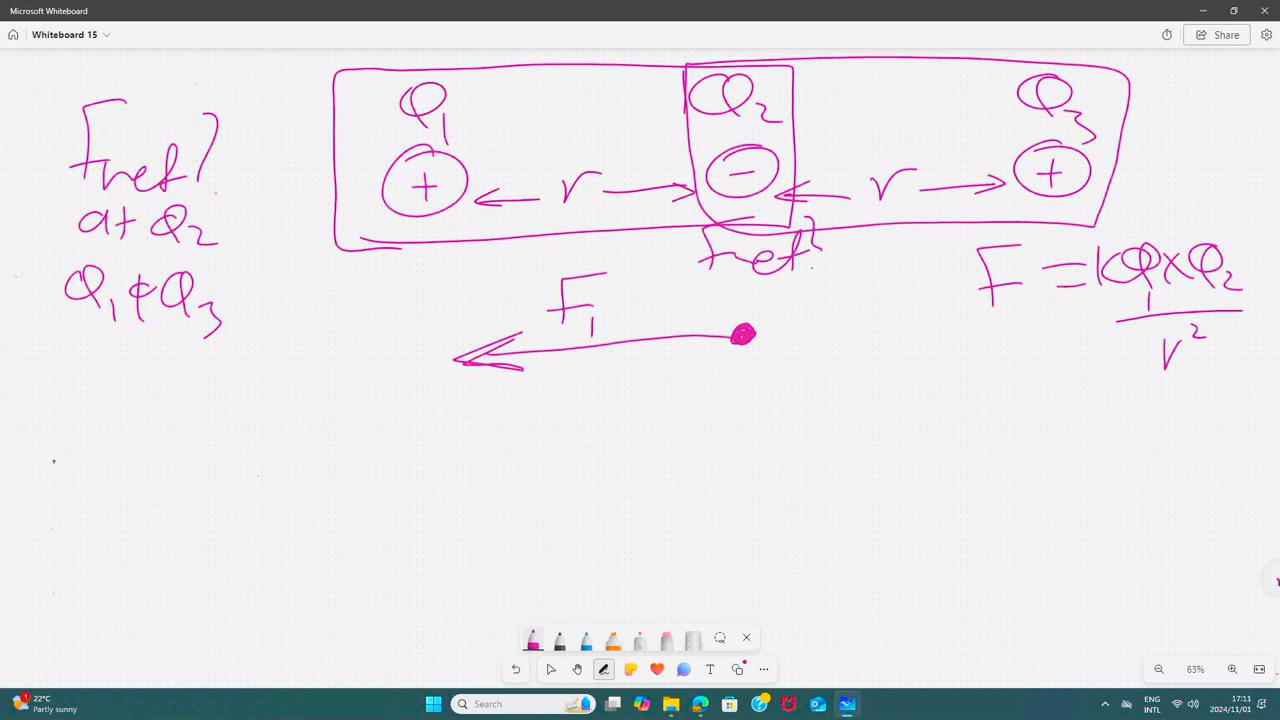 Microsoft Whiteboard
Whiteboard 15
Share
Q1
Q2
Q3
+
-
+
r
r
Fnet?
at Q2
Q1 & Q3
Fnet?
F = kQ1×Q2
r²
F1
63%
1
22°C
Partly sunny
Search
ENG
INTL
17:11
2024/11/01